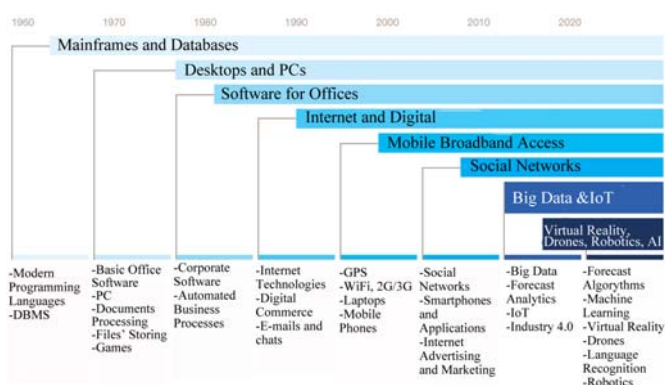 1960 1970 1980 1990 2000 2010 2020
Mainframes and Databases
Desktops and PCs
Software for Offices
Internet and Digital
Mobile Broadband Access
Social Networks
Big Data &IoT
Virtual Reality,
Drones, Robotics, AI
-Modern
Programming
Languages
-DBMS
-Basic Office
Software
-PC
-Documents
Processing
-Files' Storing
-Games
-Corporate
Software
-Automated
Business
Processes
-Internet
Technologies
-Digital
Commerce
-E-mails and
chats
-GPS
-WiFi, 2G/3G
-Laptops
-Mobile
Phones
-Social
Networks
-Smartphones
and
Applications
-Internet
Advertising
and Marketing
-Big Data
-Forecast
Analytics
-IoT
-Industry 4.0
-Forecast
Algorythms
-Machine
Learning
-Virtual Reality
-Drones
-Language
Recognition
-Robotics